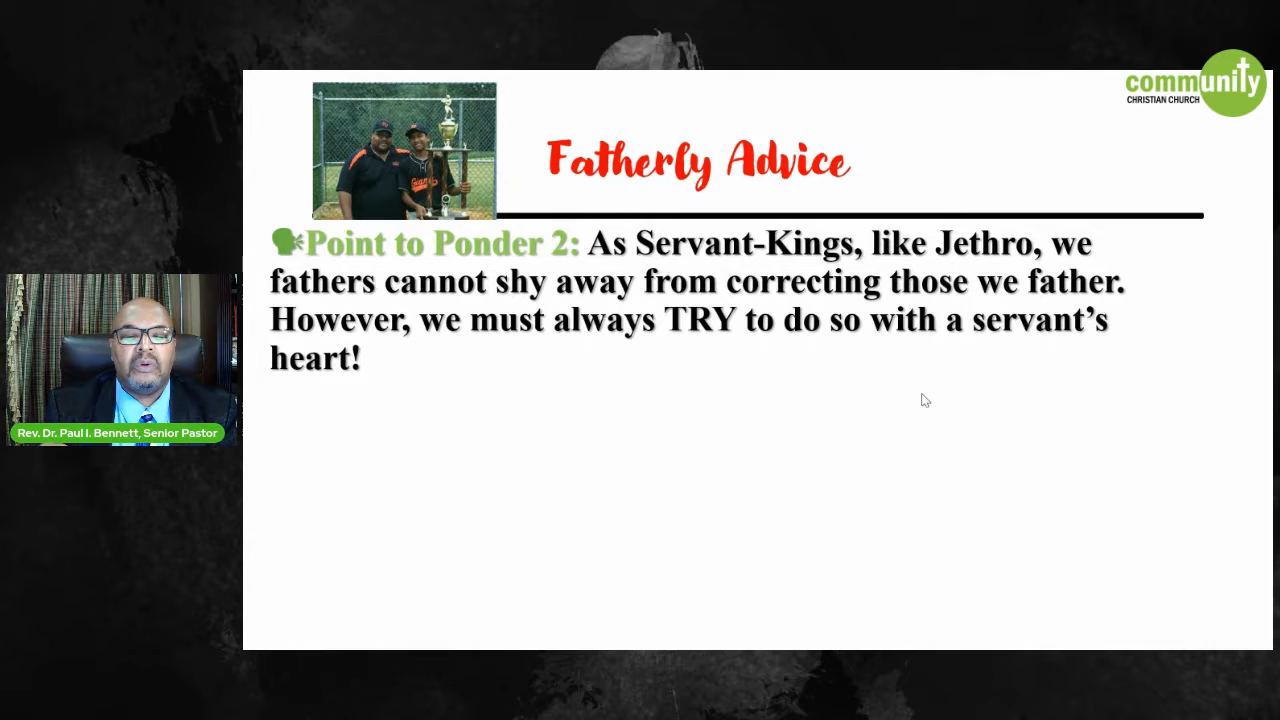 community
CHRISTIAN CHURCH
Fatherly Advice
Point to Ponder 2: As Servant-Kings, like Jethro, we
fathers cannot shy away from correcting those we father.
However, we must always TRY to do so with a servant’s
heart!
Rev. Dr. Paul I. Bennett, Senior Pastor